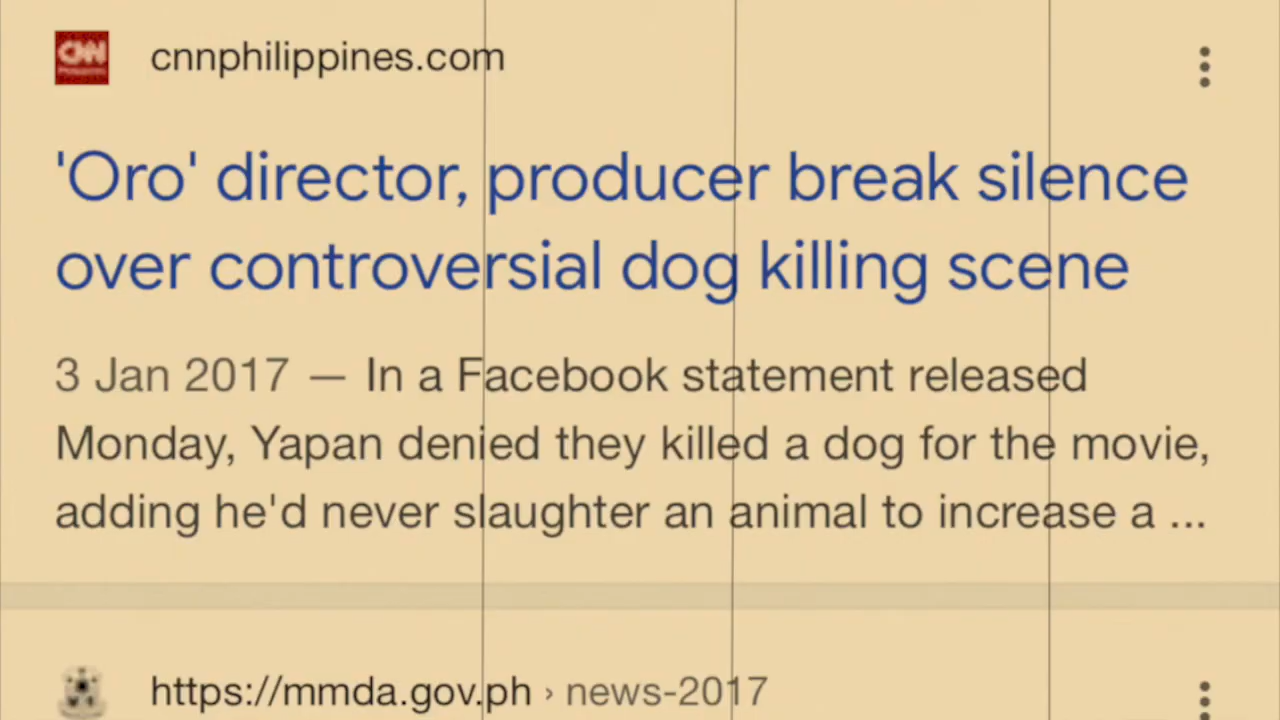 CNN
cnnphilippines.com
'Oro' director, producer break silence
over controversial dog killing scene
3 Jan 2017 — In a Facebook statement released
Monday, Yapan denied they killed a dog for the movie,
adding he'd never slaughter an animal to increase a ...
https://mmda.gov.ph › news-2017